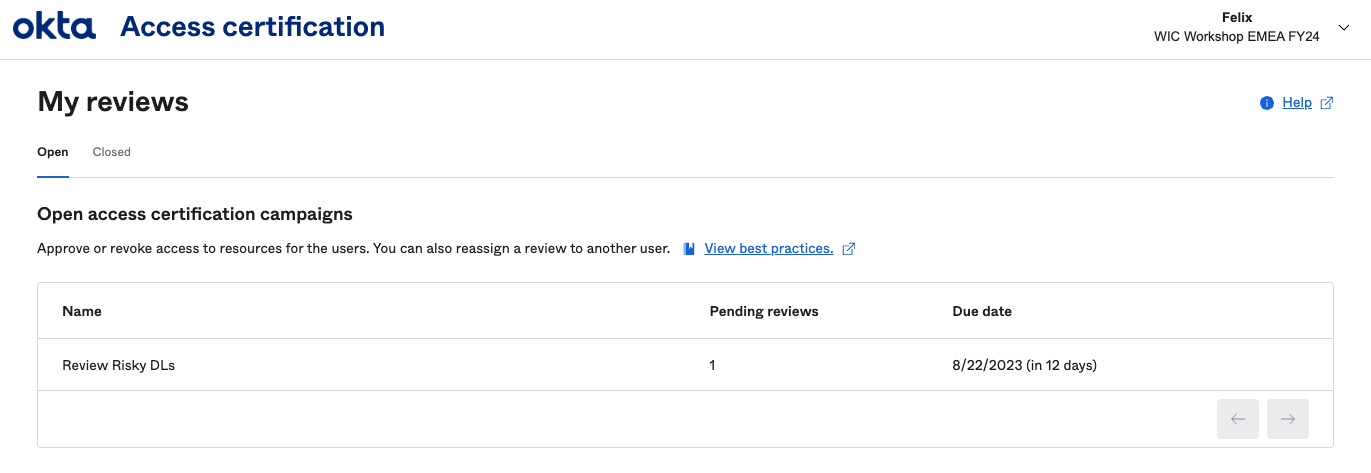 okta Access certification
Felix
WIC Workshop EMEA FY24
My reviews
Help
Open Closed
Open access certification campaigns
Approve or revoke access to resources for the users. You can also reassign a review to another user. View best practices.
Name Pending reviews Due date
Review Risky DLs 1 8/22/2023 (in 12 days)